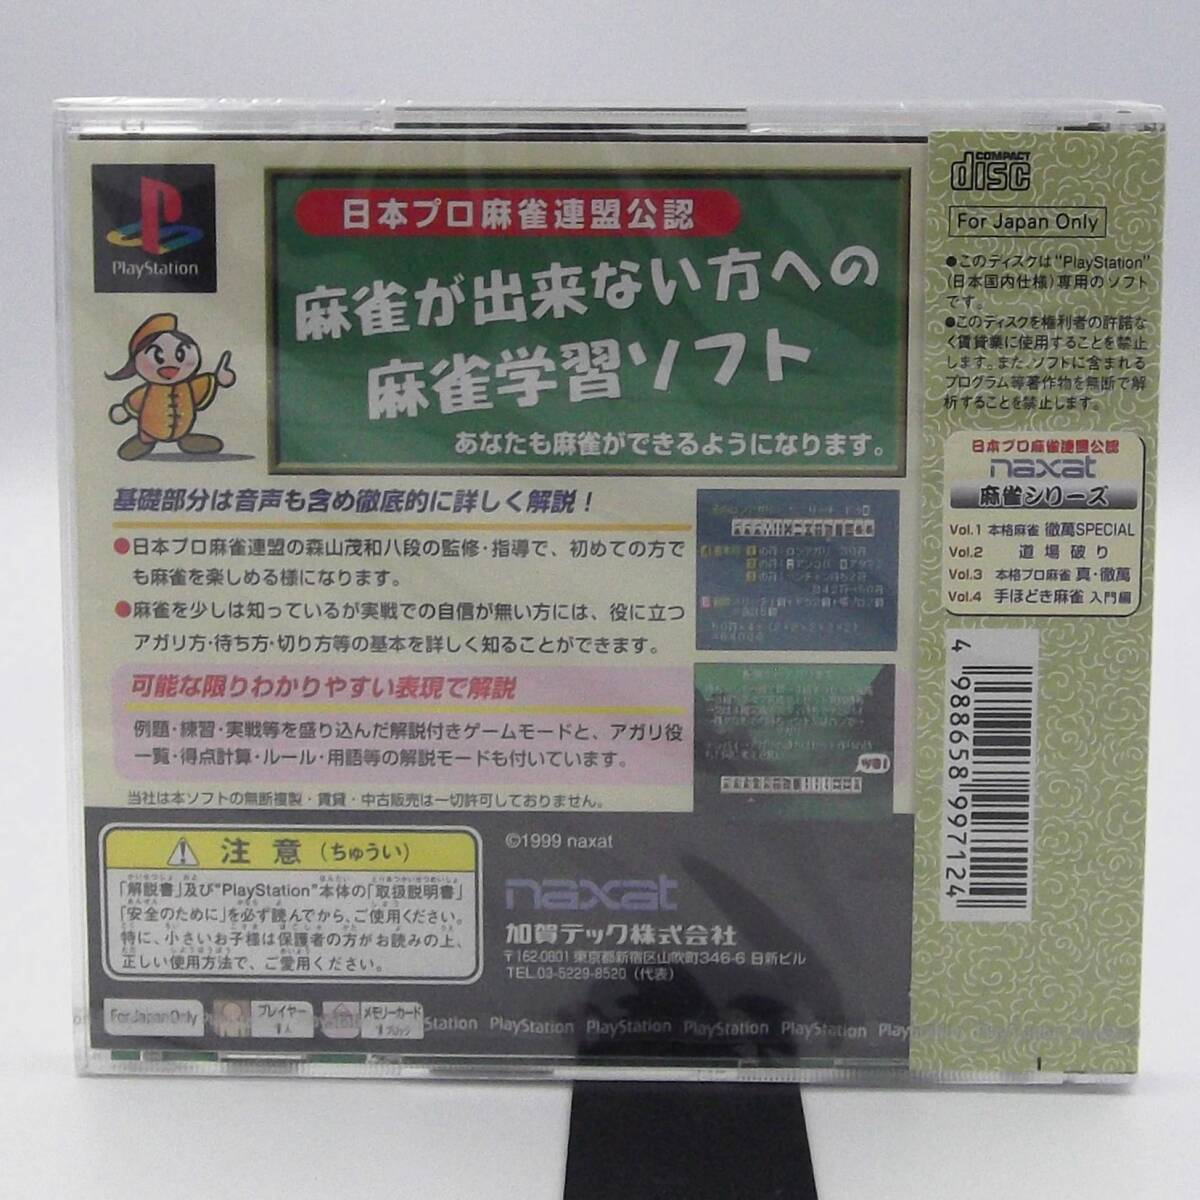 PlayStation
日本プロ麻雀連盟公認
麻雀が出来ない方への
麻雀学習ソフト
あなたも麻雀ができるようになります。
基礎部分は音声も含め徹底的に詳しく解説！
●日本プロ麻雀連盟の森山茂和八段の監修・指導で、初めての方で
も麻雀を楽しめる様になります。
●麻雀を少しは知っているが実戦での自信が無い方には、役に立つ
アガリ方・待ち方・切り方等の基本を詳しく知ることができます。
可能な限りわかりやすい表現で解説
例題・練習・実戦等を盛り込んだ解説付きゲームモードと、アガリ役
一覧・得点計算・ルール・用語等の解説モードも付いています。
当社は本ソフトの無断複製・賃貸・中古販売は一切許可しておりません。
注意（ちゅうい）
「解説書」及び"PlayStation"本体の「取扱説明書」
「安全のために」を必ず読んでから、ご使用ください。
特に、小さいお子様は保護者の方がお読みの上、
正しい使用方法で、ご愛用ください。
©1999 naxat
naxat
加賀テック株式会社
〒162-0801 東京都新宿区山吹町346-6 日新ビル
TEL.03-5229-8520（代表）
For Japan Only
プレイヤー
1人
メモリーカード
1ブロック
Station PlayStation PlayStation PlayStation PlayStation
COMPACT
disc
For Japan Only
●このディスクは"PlayStation"
（日本国内仕様）専用のソフト
です。
●このディスクを権利者の許諾な
く賃貸業に使用することを禁止
します。また、ソフトに含まれる
プログラム等著作物を無断で解
析することを禁止します。
日本プロ麻雀連盟公認
naxat
麻雀シリーズ
Vol.1 本格麻雀 徹萬SPECIAL
Vol.2 道場破り
Vol.3 本格プロ麻雀 真・徹萬
Vol.4 手ほどき麻雀 入門編
4 988658 997124